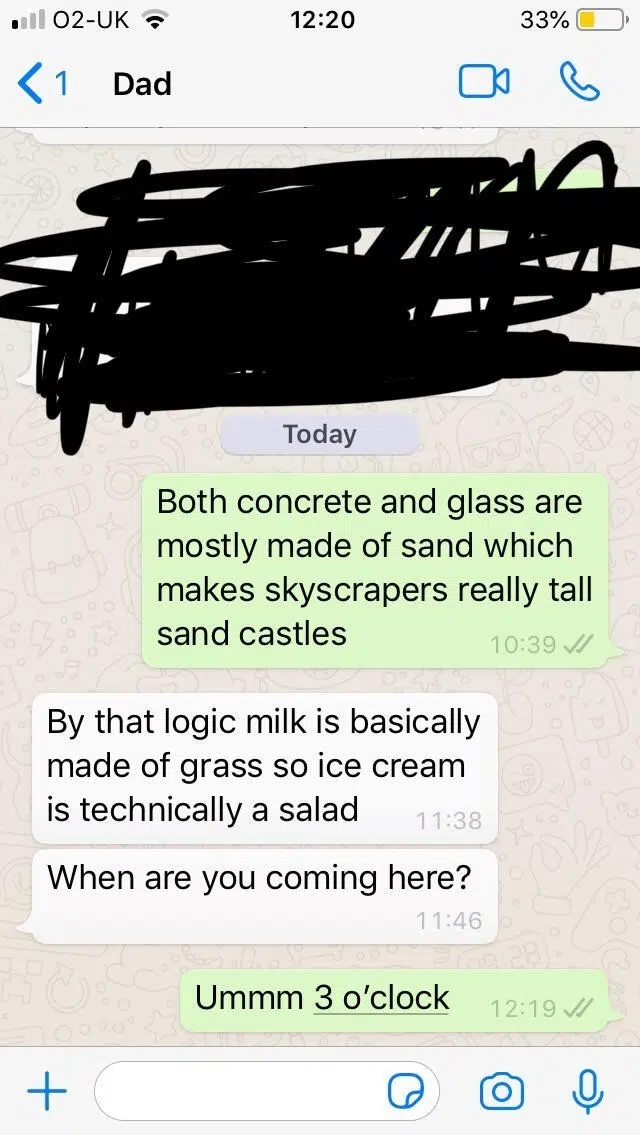 O2-UK 12:20 33%
1 Dad
Today
Both concrete and glass are
mostly made of sand which
makes skyscrapers really tall
sand castles 10:39
By that logic milk is basically
made of grass so ice cream
is technically a salad 11:38
When are you coming here?
11:46
Ummm 3 o’clock 12:19